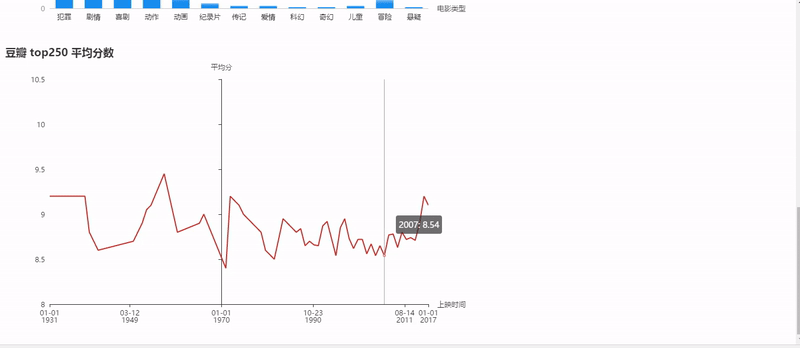 0
犯罪 剧情 喜剧 动作 动画 纪录片 传记 爱情 科幻 奇幻 儿童 冒险 悬疑 电影类型
豆瓣 top250 平均分数
平均分
10.5
10
9.5
9
2007: 8.54
8.5
8
上映时间
01-01 03-12 01-01 10-23 08-14 01-01
1931 1949 1970 1990 2011 2017